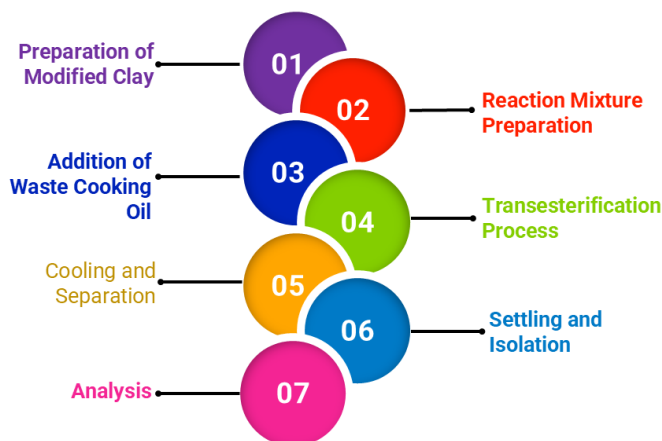 01
Preparation of
Modified Clay
02
Reaction Mixture
Preparation
03
Addition of
Waste Cooking
Oil
04
Transesterification
Process
05
Cooling and
Separation
06
Settling and
Isolation
07
Analysis